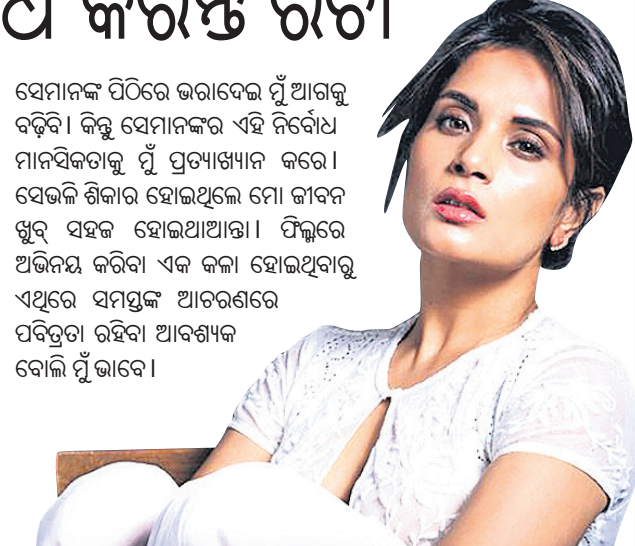 ସେମାନଙ୍କ ପିଠିରେ ଭରାଦେଇ ମୁଁ ଆଗକୁ
ବଢ଼ିବି। କିନ୍ତୁ ସେମାନଙ୍କର ଏହି ନିର୍ବୋଧ
ମାନସିକତାକୁ ମୁଁ ପ୍ରତ୍ୟାଖ୍ୟାନ କରେ।
ସେଭଳି ଶିକାର ହୋଇଥିଲେ ମୋ ଜୀବନ
ଖୁବ୍ ସହଜ ହୋଇଥାଆନ୍ତା। ଫିଲ୍ମରେ
ଅଭିନୟ କରିବା ଏକ କଳା ହୋଇଥିବାରୁ
ଏଥିରେ ସମସ୍ତଙ୍କ ଆଚରଣରେ
ପବିତ୍ରତା ରହିବା ଆବଶ୍ୟକ
ବୋଲି ମୁଁ ଭାବେ।